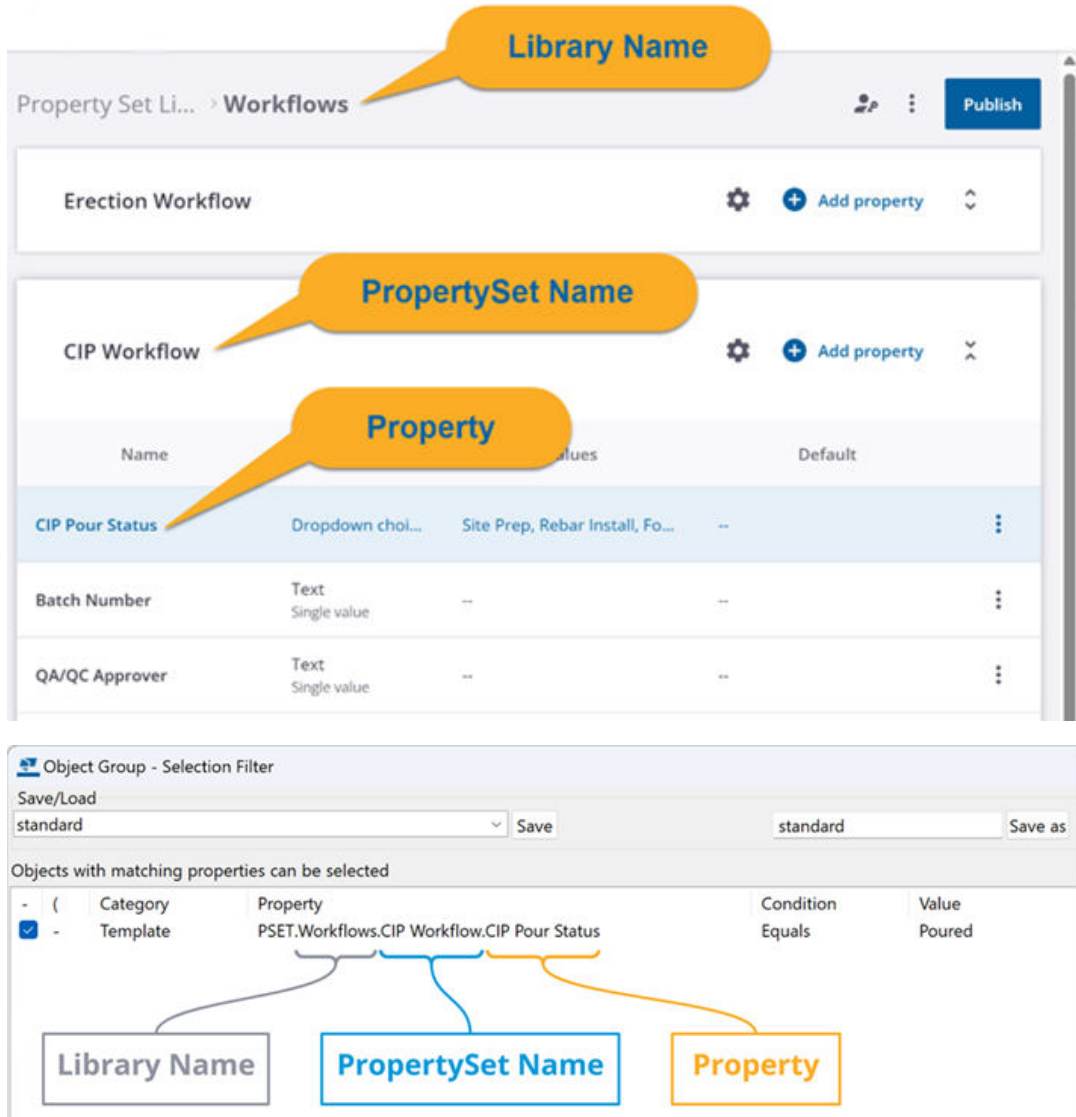 Library Name
Property Set Li... > Workflows
Publish
Erection Workflow
Add property
PropertySet Name
CIP Workflow
Add property
Property
Name
Default
CIP Pour Status
Dropdown choi...
Site Prep, Rebar Install, Fo...
--
Batch Number
Text
Single value
--
--
QA/QC Approver
Text
Single value
--
--
Object Group - Selection Filter
Save/Load
standard
Save
standard
Save as
Objects with matching properties can be selected
- ( Category Property Condition Value
- Template PSET.Workflows.CIP Workflow.CIP Pour Status Equals Poured
Library Name
PropertySet Name
Property